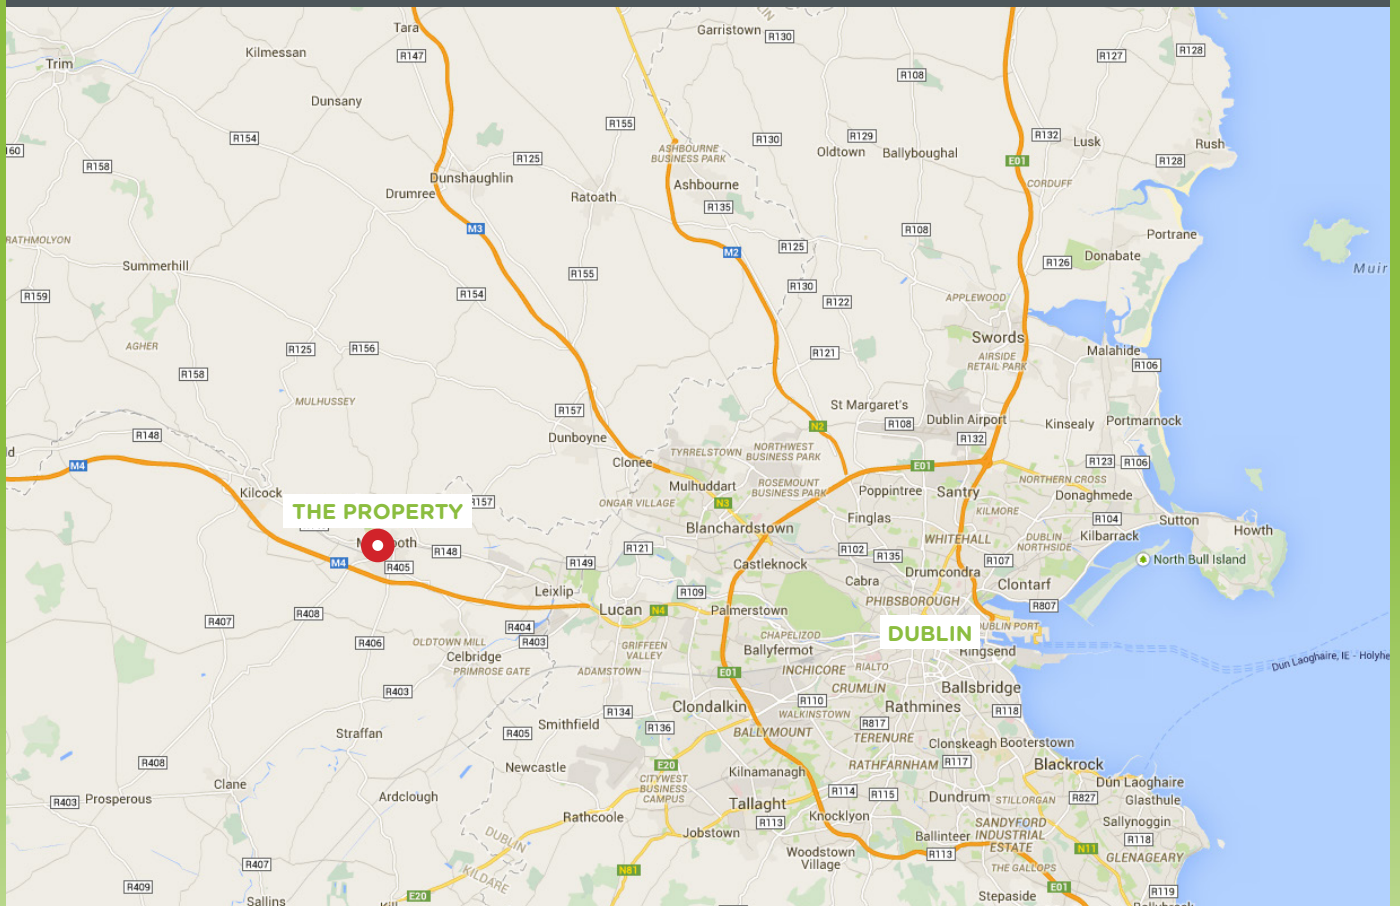 Tara
Garristown
R130
R128
R127
Kilmessan
R147
Trim
R108
Dunsany
R155
R154
R130
R129
R132
Lusk
Rush
160
R158
R125
ASHBOURNE
BUSINESS PARK
Oldtown
Ballyboughal
E01
R128
Dunshaughlin
Drumree
Ratoath
Ashbourne
CORDUFF
R135
M3
R108
Portrane
RATHMOLYON
M2
R125
Donabate
Summerhill
R155
R126
Muir
R159
R154
R130
R122
APPLEWOOD
Swords
AGHER
R125
R156
R121
AIRSIDE
RETAIL PARK
Malahide
R106
R158
MULHUSSEY
R157
St Margaret's
R108
Dublin Airport
Kinsealy
Portmarnock
R148
Dunboyne
N2
R132
TYRRELSTOWN
NORTHWEST
BUSINESS PARK
M4
Clonee
E01
R123
R106
Mulhuddart
ROSEMOUNT
BUSINESS PARK
Poppintree
Santry
NORTHERN CROSS
Donaghmede
Kilcock
R157
ONGAR VILLAGE
N3
KILMORE
THE PROPERTY
Finglas
R104
Sutton
Blanchardstown
WHITEHALL
DUBLIN
NORTHSIDE
Kilbarrack
Howth
R148
R121
R102
R135
R107
North Bull Island
M4
R405
R149
Castleknock
Cabra
Drumcondra
Clontarf
Leixlip
R109
PHIBSBOROUGH
R807
R408
R407
Lucan
N4
Palmerstown
R404
DUBLIN
R406
OLDTOWN MILL
R403
GRIFFEEN
VALLEY
CHAPELIZOD
Ballyfermot
Ringsend
Celbridge
PRIMROSE GATE
ADAMSTOWN
E01
INCHICORE
RIALTO
Dun Laoghaire, IE - Holyhe
R403
CRUMLIN
Ballsbridge
Clondalkin
R110
WALKINSTOWN
Rathmines
R118
R134
Smithfield
R136
R817
Straffan
R405
BALLYMOUNT
TERENURE
Clonskeagh
Booterstown
R408
Newcastle
E20
Kilnamanagh
RATHFARNHAM
R117
Blackrock
Clane
CITYWEST
BUSINESS
CAMPUS
Dún Laoghaire
R403
Prosperous
Ardclough
Tallaght
R114
R115
Dundrum
STILLORGAN
R827
Glasthule
Rathcoole
R113
Knocklyon
SANDYFORD
INDUSTRIAL
ESTATE
Sallynoggin
DUBLIN
Jobstown
Ballinteer
R118
Woodstown
Village
R113
N11
GLENAGEARY
R407
KILDARE
N81
THE GALLOPS
R409
E20
E01
R119
Sallins
Kill
Stepaside